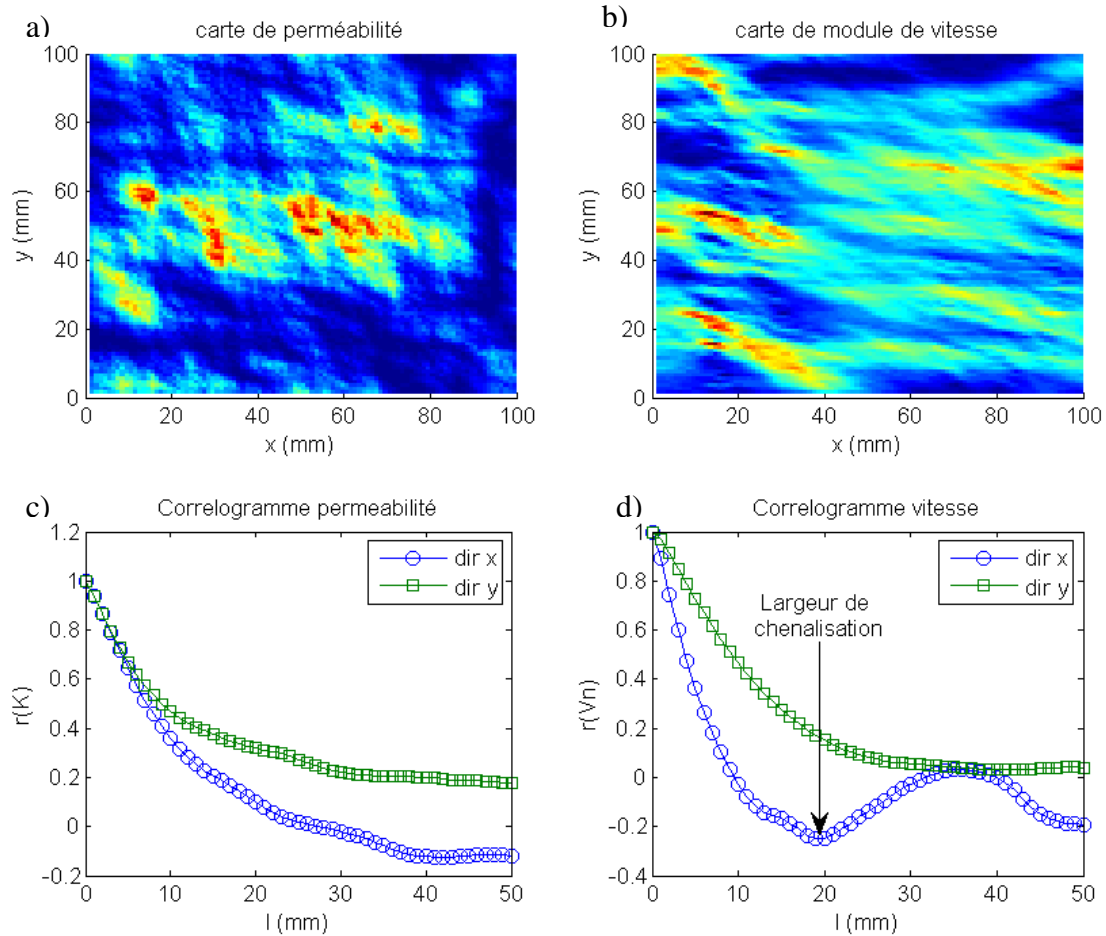 a)
carte de perméabilité
100
80
60
40
20
0
y (mm)
0 20 40 60 80 100
x (mm)
b)
carte de module de vitesse
100
80
60
40
20
0
y (mm)
0 20 40 60 80 100
x (mm)
c)
Correlogramme permeabilité
1.2
1
0.8
0.6
0.4
0.2
0
-0.2
r(K)
dir x
dir y
0 10 20 30 40 50
l (mm)
d)
Correlogramme vitesse
1
0.8
0.6
0.4
0.2
0
-0.2
-0.4
r(Vn)
dir x
dir y
Largeur de
chenalisation
0 10 20 30 40 50
l (mm)